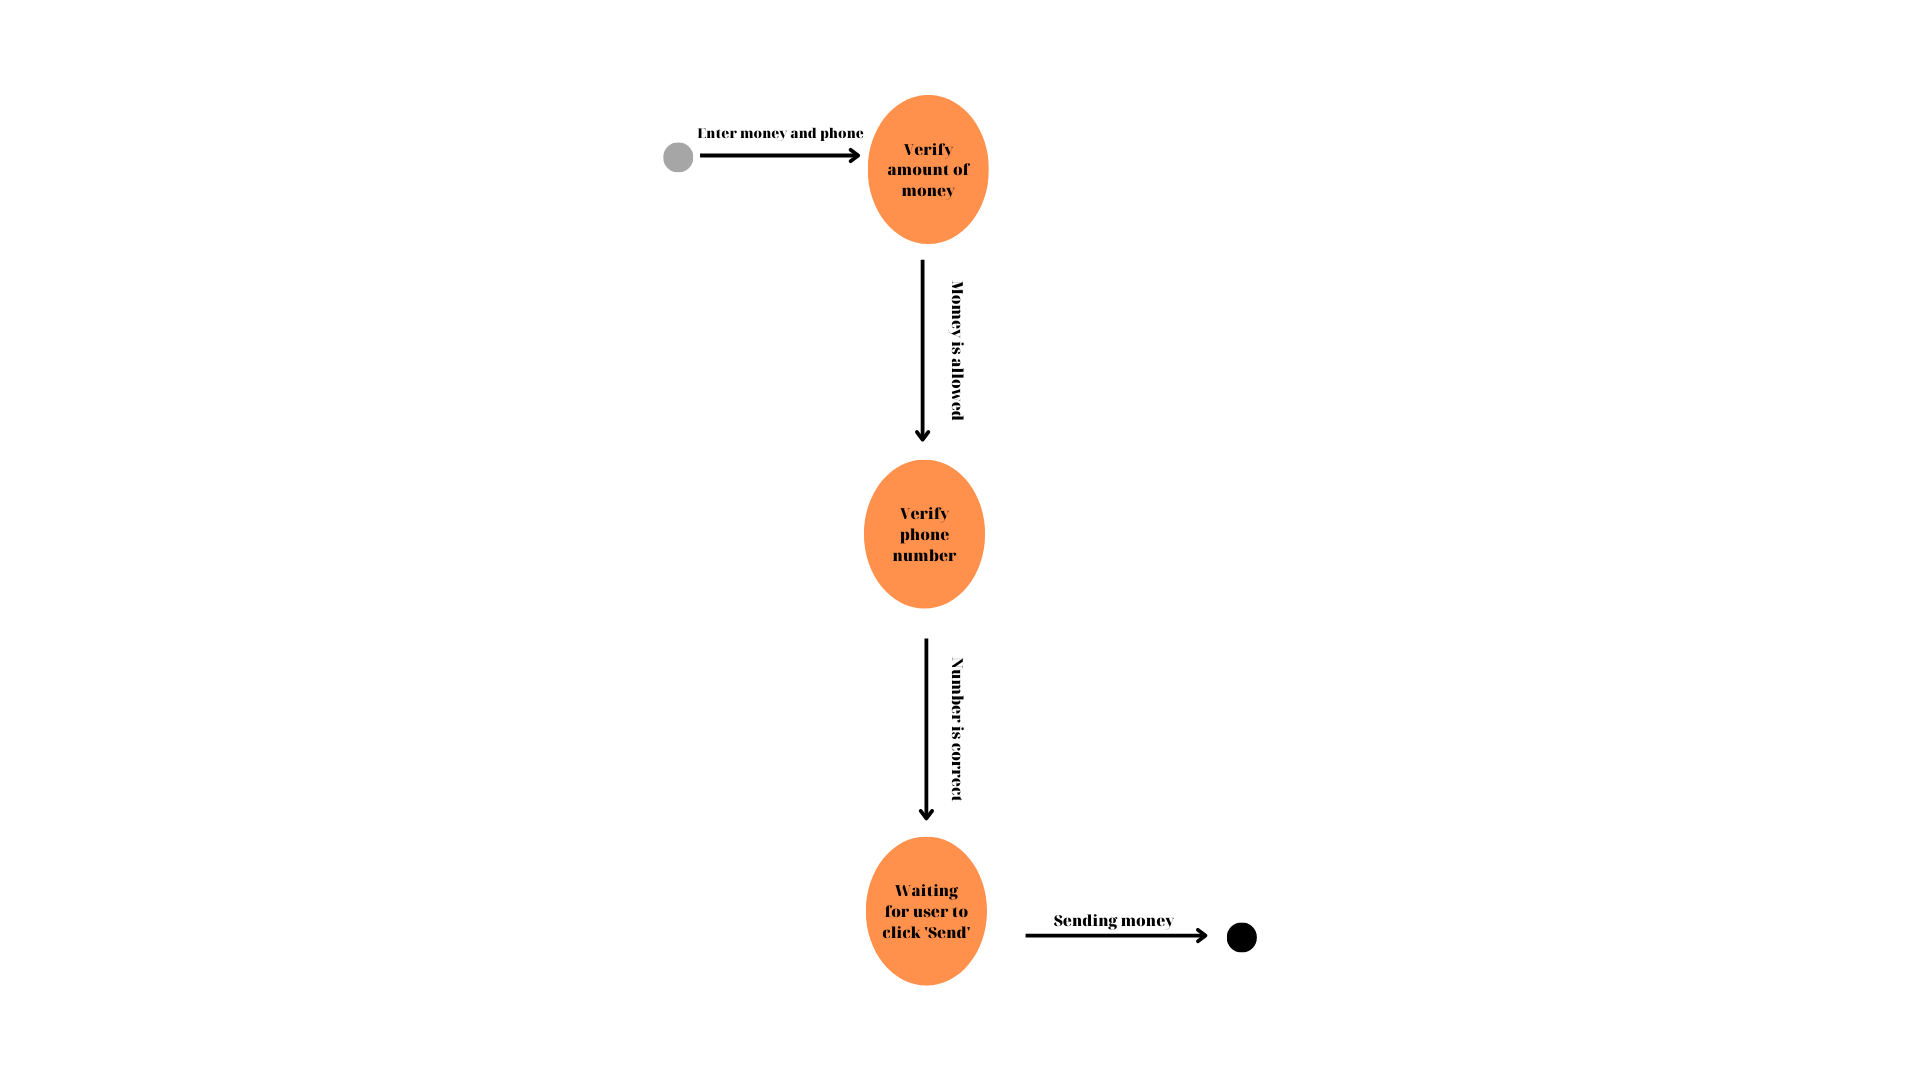 Enter money and phone
Verify
amount of
money
Money is allowed
Verify
phone
number
Number is correct
Waiting
for user to
click 'Send'
Sending money